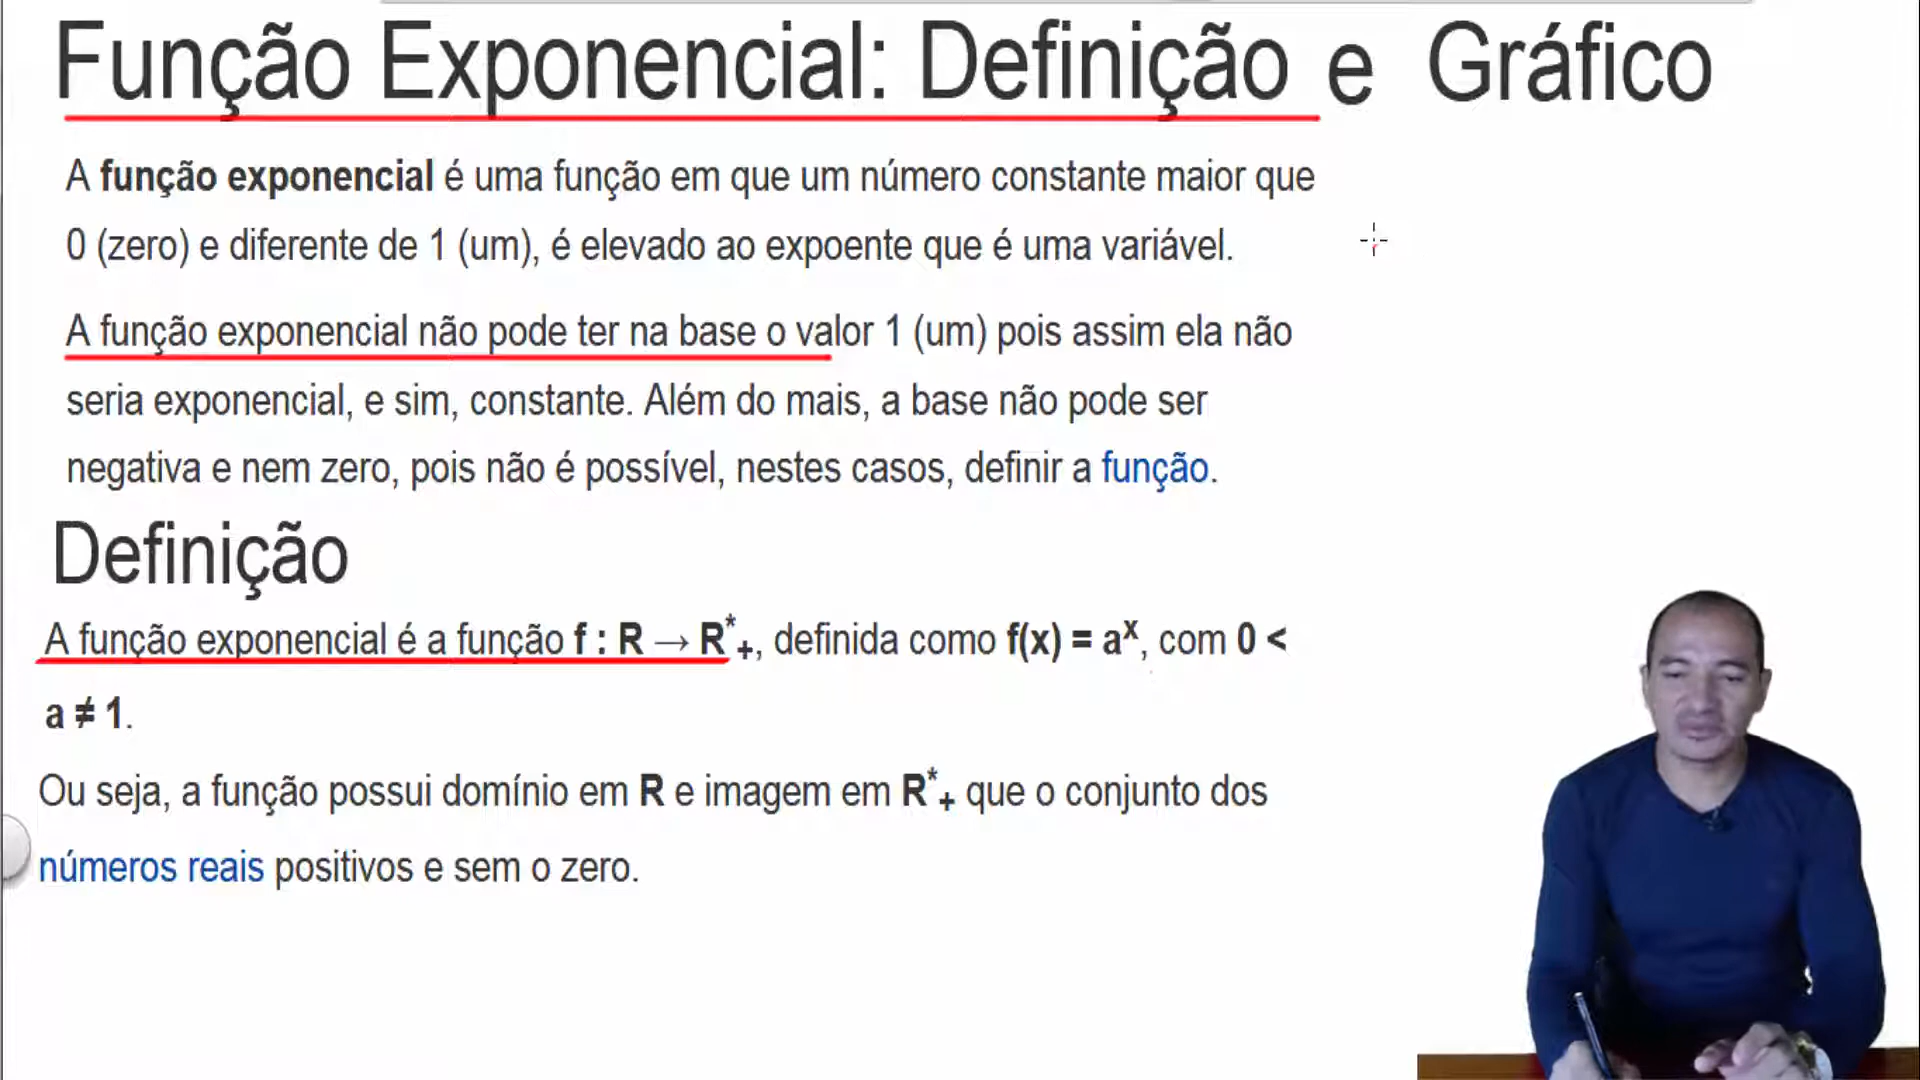 Função Exponencial: Definição e Gráfico
A função exponencial é uma função em que um número constante maior que
0 (zero) e diferente de 1 (um), é elevado ao expoente que é uma variável.
A função exponencial não pode ter na base o valor 1 (um) pois assim ela não
seria exponencial, e sim, constante. Além do mais, a base não pode ser
negativa e nem zero, pois não é possível, nestes casos, definir a função.
Definição
A função exponencial é a função f : R → R*+, definida como f(x) = aˣ, com 0 <
a ≠ 1.
Ou seja, a função possui domínio em R e imagem em R*+ que o conjunto dos
números reais positivos e sem o zero.